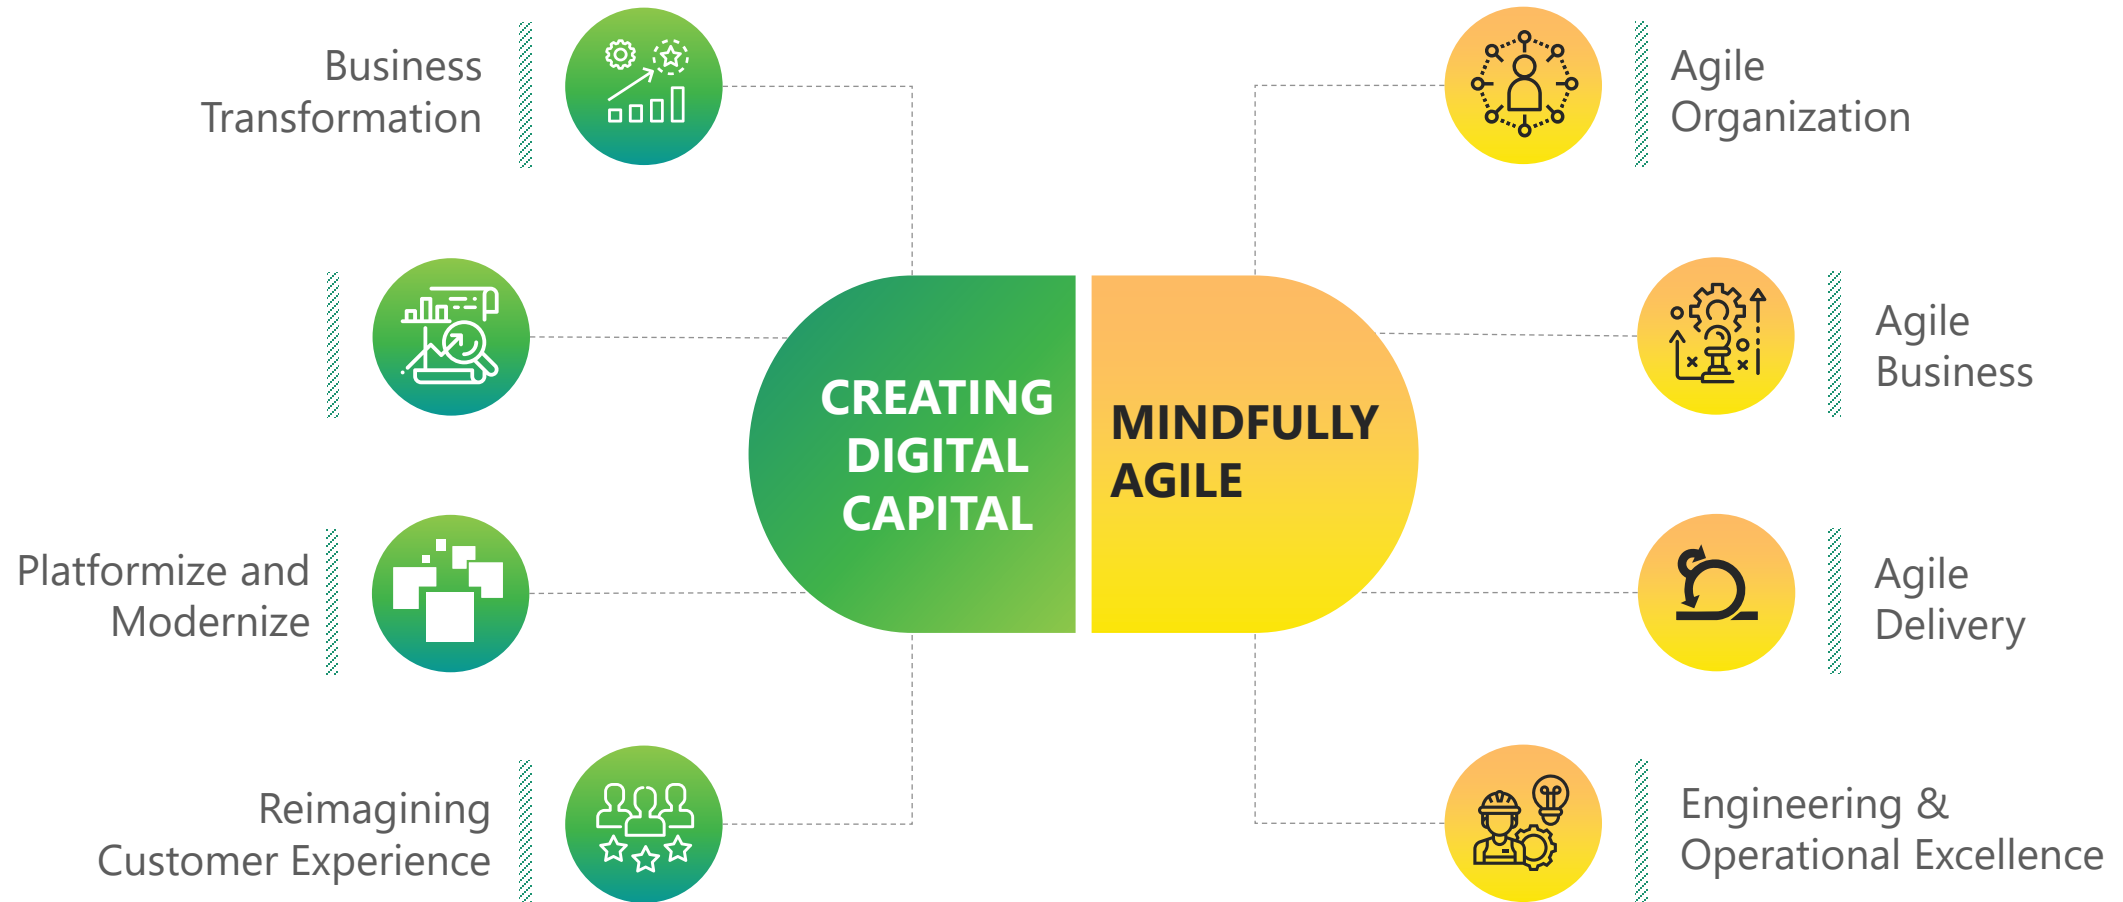 Business
Transformation
Platformize and
Modernize
Reimagining
Customer Experience
CREATING
DIGITAL
CAPITAL
MINDFULLY
AGILE
Agile
Organization
Agile
Business
Agile
Delivery
Engineering &
Operational Excellence